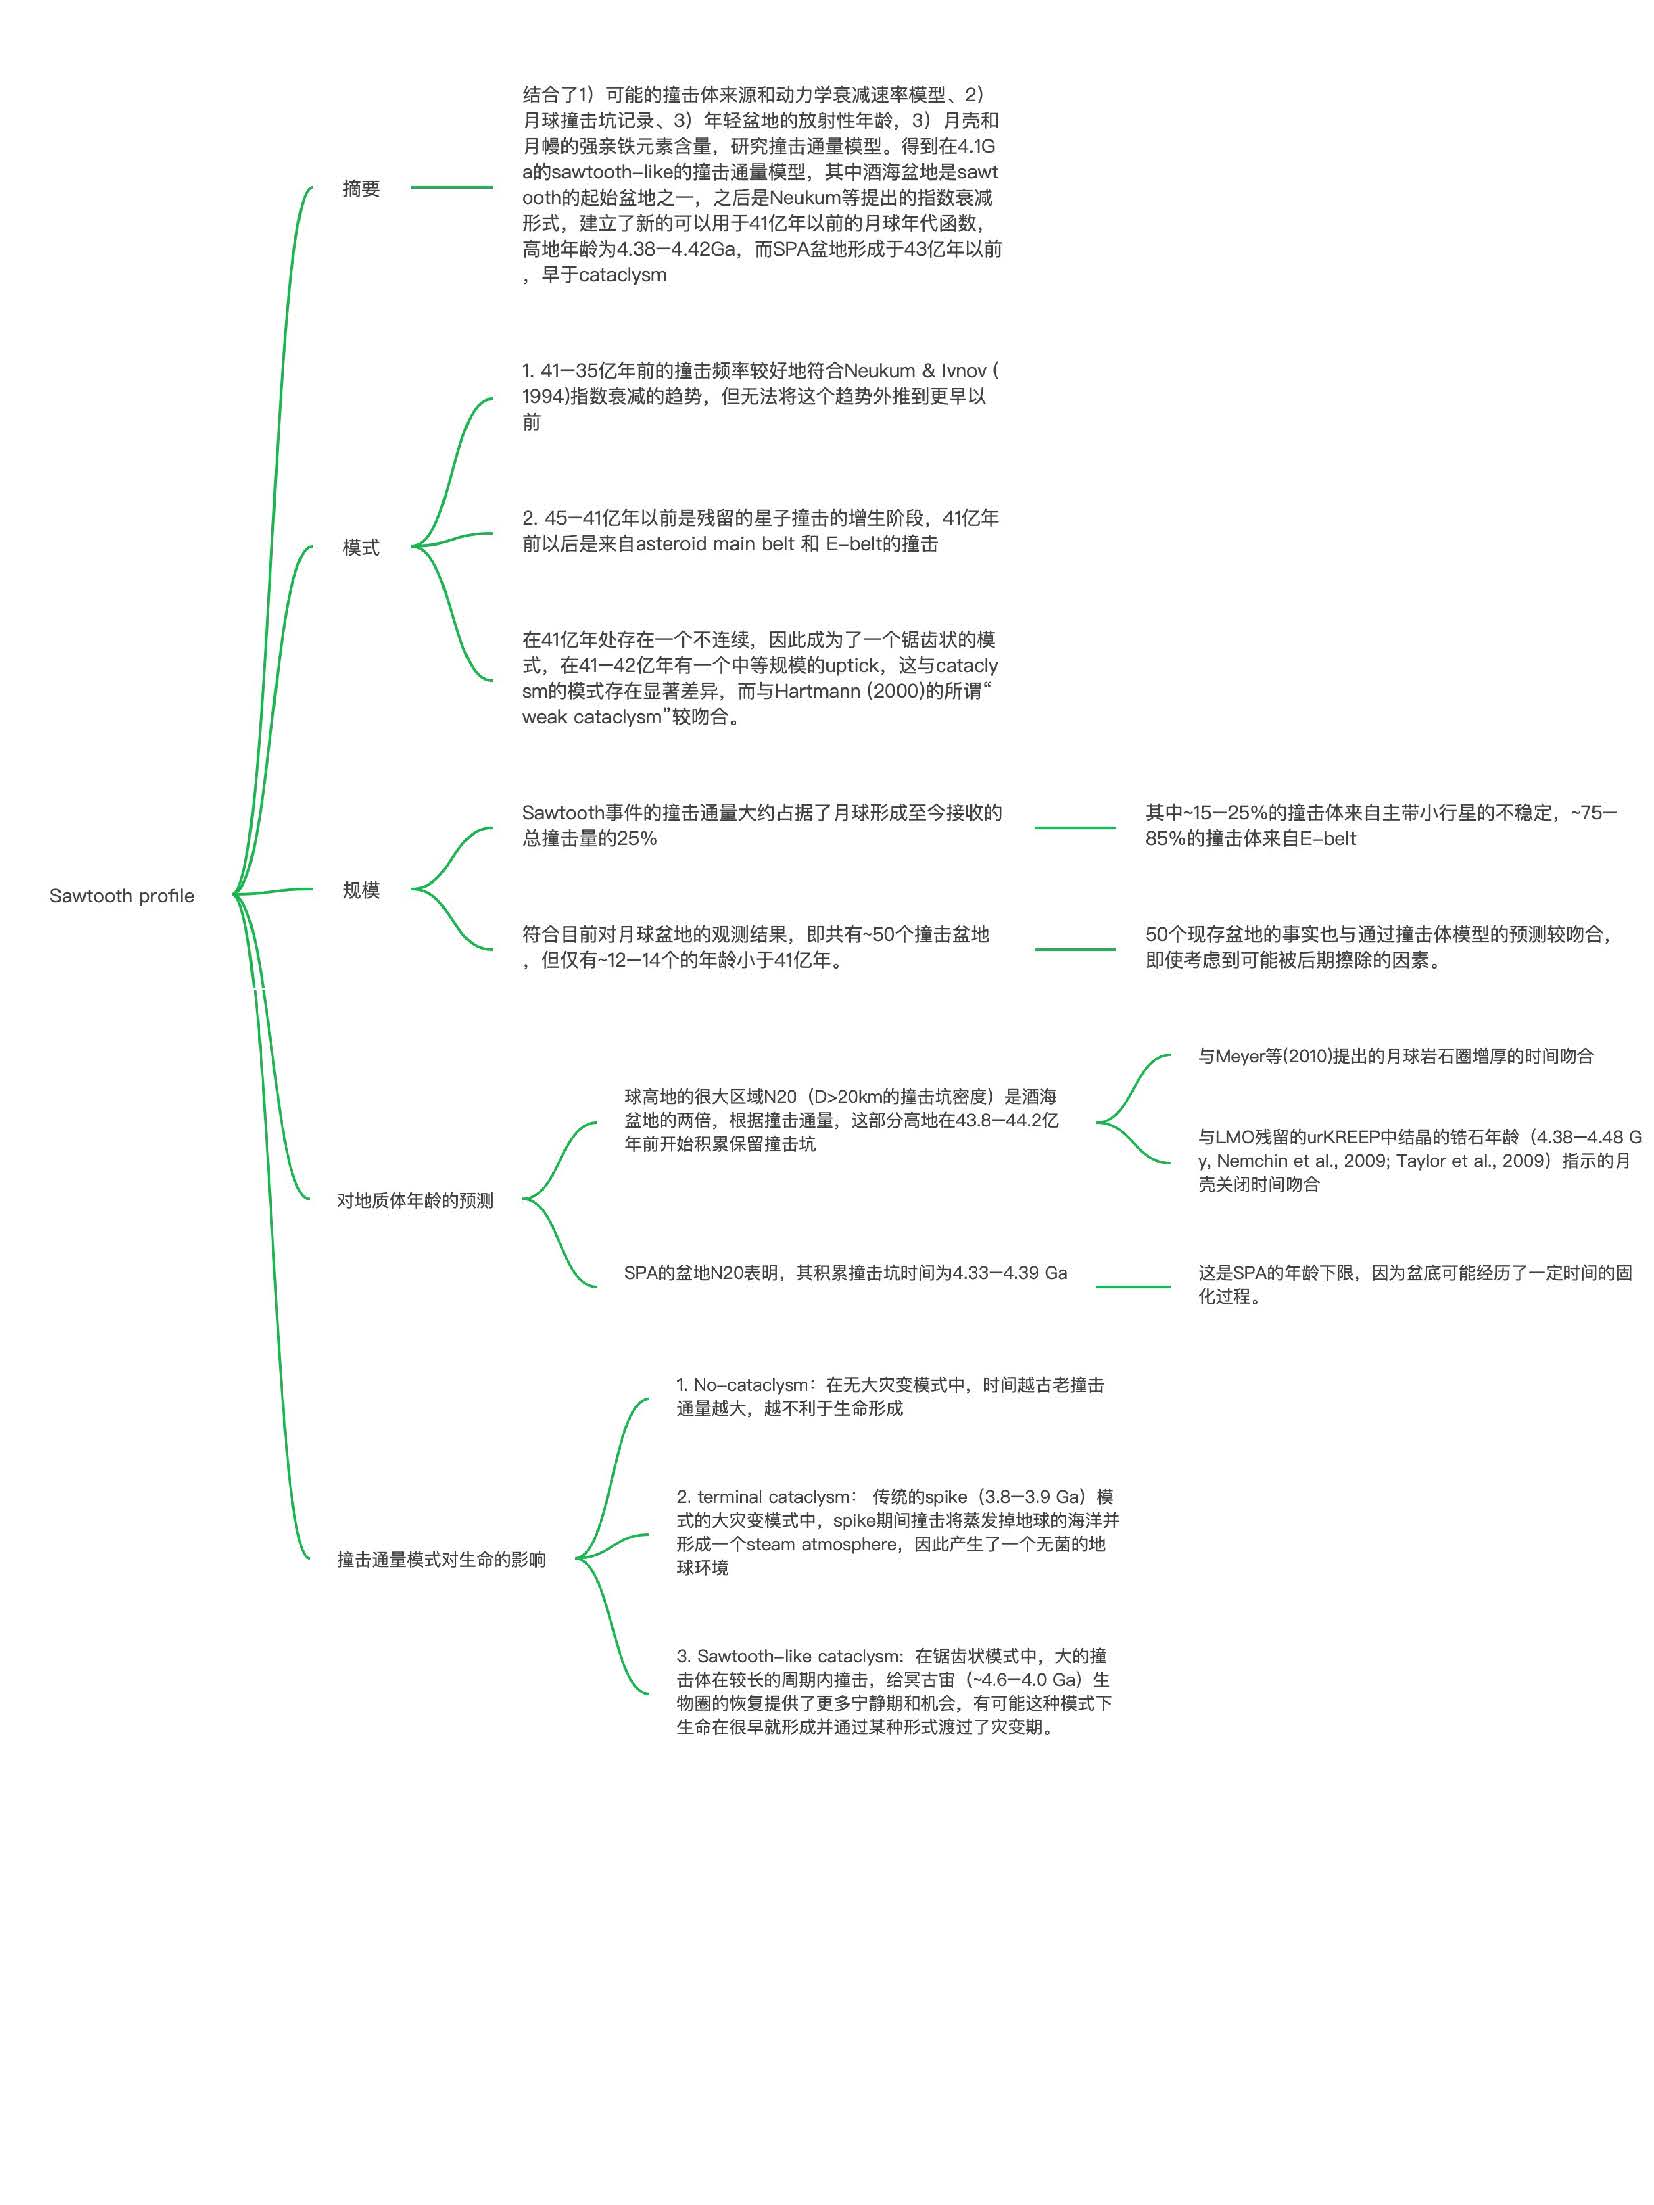 Sawtooth profile
摘要
结合了1）可能的撞击体来源和动力学衰减速率模型、2）
月球撞击坑记录、3）年轻盆地的放射性年龄，3）月壳和
月幔的强亲铁元素含量，研究撞击通量模型。得到在4.1G
a的sawtooth-like的撞击通量模型，其中酒海盆地是sawt
ooth的起始盆地之一，之后是Neukum等提出的指数衰减
形式，建立了新的可以用于41亿年以前的月球年代函数，
高地年龄为4.38—4.42Ga，而SPA盆地形成于43亿年以前
，早于cataclysm
模式
1. 41—35亿年前的撞击频率较好地符合Neukum & Ivnov (
1994)指数衰减的趋势，但无法将这个趋势外推到更早以
前
2. 45—41亿年以前是残留的星子撞击的增生阶段，41亿年
前以后是来自asteroid main belt 和 E-belt的撞击
在41亿年处存在一个不连续，因此成为了一个锯齿状的模
式，在41—42亿年有一个中等规模的uptick，这与catacly
sm的模式存在显著差异，而与Hartmann (2000)的所谓“
weak cataclysm”较吻合。
规模
Sawtooth事件的撞击通量大约占据了月球形成至今接收的
总撞击量的25%
其中~15—25%的撞击体来自主带小行星的不稳定，~75—
85%的撞击体来自E-belt
符合目前对月球盆地的观测结果，即共有~50个撞击盆地
，但仅有~12—14个的年龄小于41亿年。
50个现存盆地的事实也与通过撞击体模型的预测较吻合，
即使考虑到可能被后期擦除的因素。
对地质体年龄的预测
球高地的很大区域N20（D>20km的撞击坑密度）是酒海
盆地的两倍，根据撞击通量，这部分高地在43.8—44.2亿
年前开始积累保留撞击坑
与Meyer等(2010)提出的月球岩石圈增厚的时间吻合
与LMO残留的urKREEP中结晶的锆石年龄（4.38—4.48 G
y, Nemchin et al., 2009; Taylor et al., 2009）指示的月
壳关闭时间吻合
SPA的盆地N20表明，其积累撞击坑时间为4.33—4.39 Ga
这是SPA的年龄下限，因为盆底可能经历了一定时间的固
化过程。
撞击通量模式对生命的影响
1. No-cataclysm：在无大灾变模式中，时间越古老撞击
通量越大，越不利于生命形成
2. terminal cataclysm： 传统的spike（3.8—3.9 Ga）模
式的大灾变模式中，spike期间撞击将蒸发掉地球的海洋并
形成一个steam atmosphere，因此产生了一个无菌的地
球环境
3. Sawtooth-like cataclysm：在锯齿状模式中，大的撞
击体在较长的周期内撞击，给冥古宙（~4.6—4.0 Ga）生
物圈的恢复提供了更多宁静期和机会，有可能这种模式下
生命在很早就形成并通过某种形式渡过了灾变期。